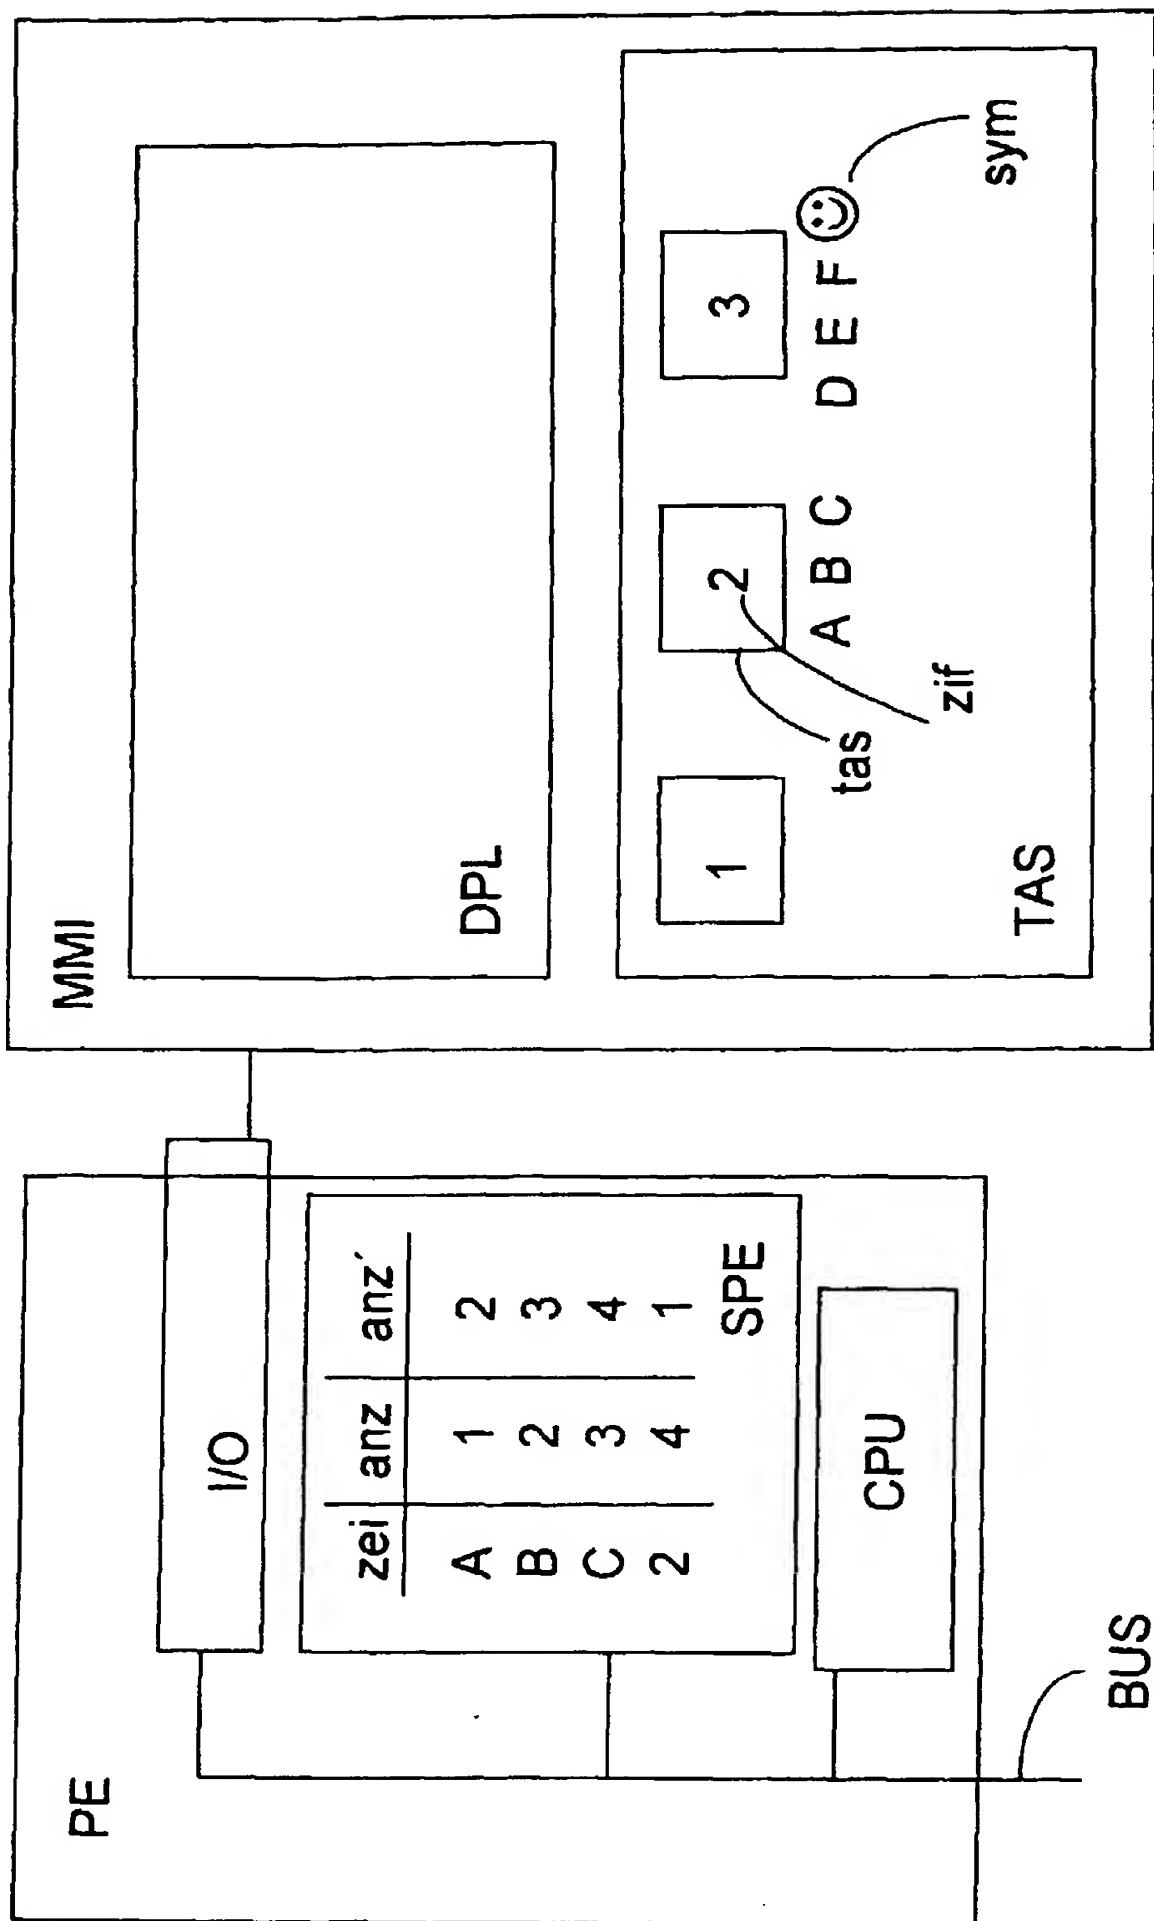 PE
I/O
zei anz anz´
A 1 2
B 2 3
C 3 4
2 4 1
SPE
CPU
BUS
MMI
DPL
1 2 3
A B C D E F
tas
zif
sym
TAS